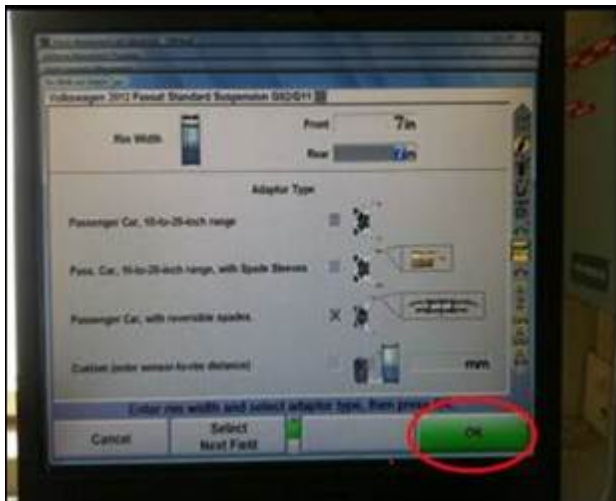 Volkswagen 2012 Passat Standard Suspension
Rim Width
Front 7in
Rear 7in
Adaptor Type
Passenger Car, 10-to-20-inch range
Pass. Car, 10-to-20-inch range, with Spade Sleeves
Passenger Car, with reversible spades.
Custom (enter sensor-to-rim distance)
mm
Enter rim width and select adaptor type, then press
Cancel
Select
Next Field
OK